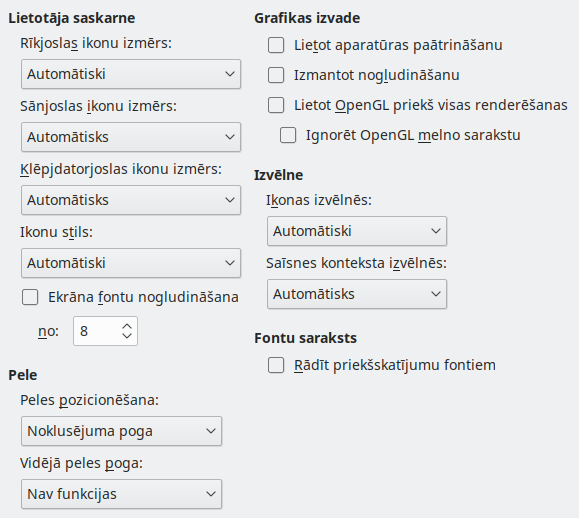 Lietotāja saskarne
Rīkjoslas ikonu izmērs:
Automātiski
Sānjoslas ikonu izmērs:
Automātisks
Klēpjdatorjoslas ikonu izmērs:
Automātisks
Ikonu stils:
Automātiski
Ekrāna fontu nogludināšana
no: 8
Pele
Peles pozicionēšana:
Noklusējuma poga
Vidējā peles poga:
Nav funkcijas
Grafikas izvade
Lietot aparatūras paātrināšanu
Izmantot nogludināšanu
Lietot OpenGL priekš visas renderēšanas
Ignorēt OpenGL melno sarakstu
Izvēlne
Ikonas izvēlnēs:
Automātiski
Saīsnes konteksta izvēlnēs:
Automātisks
Fontu saraksts
Rādīt priekšskatījumu fontiem